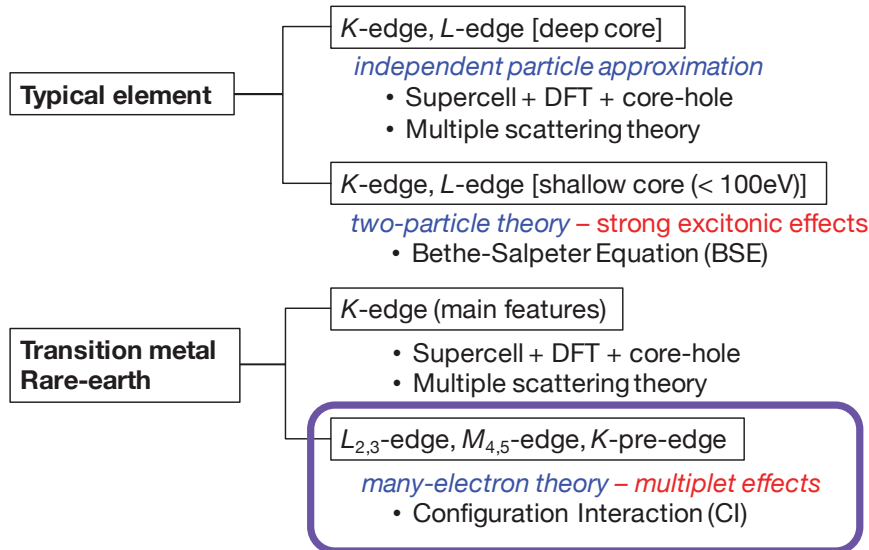 K-edge, L-edge [deep core]
independent particle approximation
Typical element
• Supercell + DFT + core-hole
• Multiple scattering theory
K-edge, L-edge [shallow core (< 100eV)]
two-particle theory – strong excitonic effects
• Bethe-Salpeter Equation (BSE)
K-edge (main features)
Transition metal
Rare-earth
• Supercell + DFT + core-hole
• Multiple scattering theory
L2,3-edge, M4,5-edge, K-pre-edge
many-electron theory – multiplet effects
• Configuration Interaction (CI)